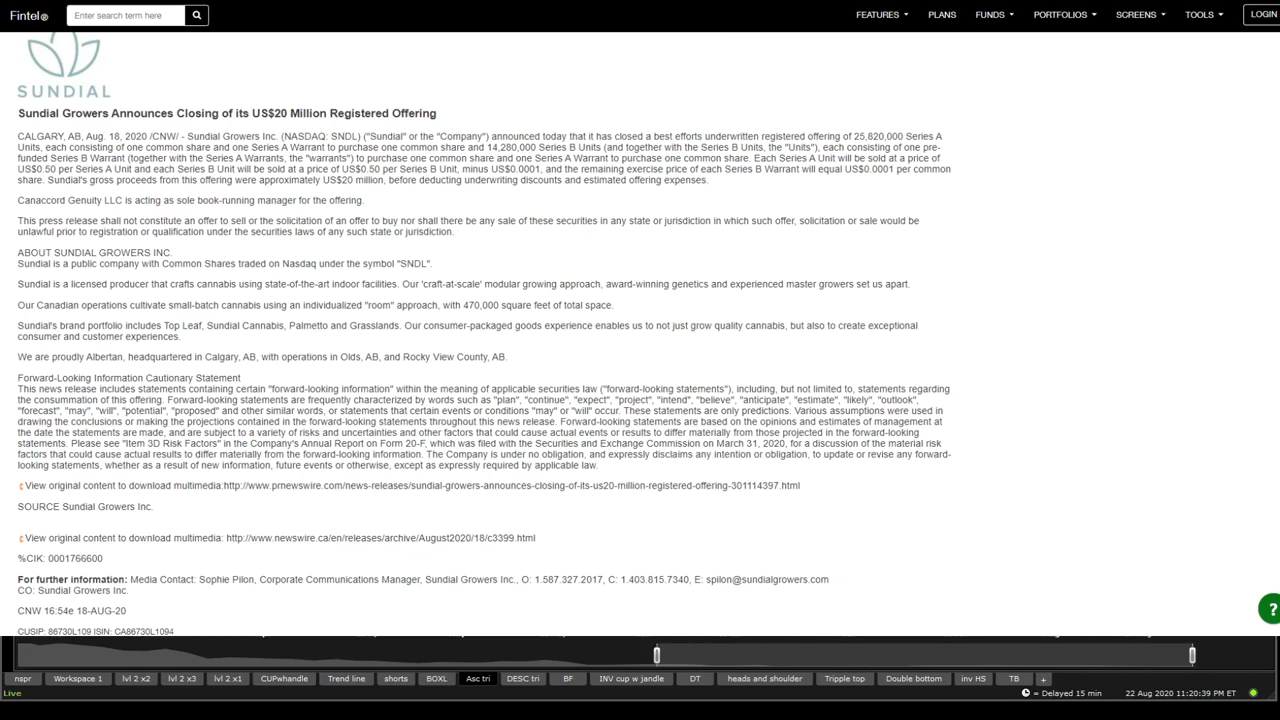 Fintel®
Enter search term here
FEATURES
PLANS
FUNDS
PORTFOLIOS
SCREENS
TOOLS
LOGIN
SUNDIAL
Sundial Growers Announces Closing of its US$20 Million Registered Offering
CALGARY, AB, Aug. 18, 2020 /CNW/ - Sundial Growers Inc. (NASDAQ: SNDL) ("Sundial" or the "Company") announced today that it has closed a best efforts underwritten registered offering of 25,820,000 Series A
Units, each consisting of one common share and one Series A Warrant to purchase one common share and 14,280,000 Series B Units (and together with the Series B Units, the "Units"), each consisting of one pre-
funded Series B Warrant (together with the Series A Warrants, the "warrants") to purchase one common share and one Series A Warrant to purchase one common share. Each Series A Unit will be sold at a price of
US$0.50 per Series A Unit and each Series B Unit will be sold at a price of US$0.50 per Series B Unit, minus US$0.0001, and the remaining exercise price of each Series B Warrant will equal US$0.0001 per common
share. Sundial's gross proceeds from this offering were approximately US$20 million, before deducting underwriting discounts and estimated offering expenses.
Canaccord Genuity LLC is acting as sole book-running manager for the offering.
This press release shall not constitute an offer to sell or the solicitation of an offer to buy nor shall there be any sale of these securities in any state or jurisdiction in which such offer, solicitation or sale would be
unlawful prior to registration or qualification under the securities laws of any such state or jurisdiction.
ABOUT SUNDIAL GROWERS INC.
Sundial is a public company with Common Shares traded on Nasdaq under the symbol "SNDL".
Sundial is a licensed producer that crafts cannabis using state-of-the-art indoor facilities. Our 'craft-at-scale' modular growing approach, award-winning genetics and experienced master growers set us apart.
Our Canadian operations cultivate small-batch cannabis using an individualized "room" approach, with 470,000 square feet of total space.
Sundial's brand portfolio includes Top Leaf, Sundial Cannabis, Palmetto and Grasslands. Our consumer-packaged goods experience enables us to not just grow quality cannabis, but also to create exceptional
consumer and customer experiences.
We are proudly Albertan, headquartered in Calgary, AB, with operations in Olds, AB, and Rocky View County, AB.
Forward-Looking Information Cautionary Statement
This news release includes statements containing certain "forward-looking information" within the meaning of applicable securities law ("forward-looking statements"), including, but not limited to, statements regarding
the consummation of this offering. Forward-looking statements are frequently characterized by words such as "plan", "continue", "expect", "project", "intend", "believe", "anticipate", "estimate", "likely", "outlook",
"forecast", "may", "will", "potential", "proposed" and other similar words, or statements that certain events or conditions "may" or "will" occur. These statements are only predictions. Various assumptions were used in
drawing the conclusions or making the projections contained in the forward-looking statements throughout this news release. Forward-looking statements are based on the opinions and estimates of management at
the date the statements are made, and are subject to a variety of risks and uncertainties and other factors that could cause actual events or results to differ materially from those projected in the forward-looking
statements. Please see "Item 3D Risk Factors" in the Company's Annual Report on Form 20-F, which was filed with the Securities and Exchange Commission on March 31, 2020, for a discussion of the material risk
factors that could cause actual results to differ materially from the forward-looking information. The Company is under no obligation, and expressly disclaims any intention or obligation, to update or revise any forward-
looking statements, whether as a result of new information, future events or otherwise, except as expressly required by applicable law.
View original content to download multimedia:http://www.prnewswire.com/news-releases/sundial-growers-announces-closing-of-its-us20-million-registered-offering-301114397.html
SOURCE Sundial Growers Inc.
View original content to download multimedia: http://www.newswire.ca/en/releases/archive/August2020/18/c3399.html
%CIK: 0001766600
For further information: Media Contact: Sophie Pilon, Corporate Communications Manager, Sundial Growers Inc., O: 1.587.327.2017, C: 1.403.815.7340, E: spilon@sundialgrowers.com
CO: Sundial Growers Inc.
CNW 16:54e 18-AUG-20
CUSIP: 86730L109 ISIN: CA86730L1094
?
nspr
Workspace 1
lvl 2 x2
lvl 2 x3
lvl 2 x1
CUPwhandle
Trend line
shorts
BOXL
Asc tri
DESC tri
BF
INV cup w jandle
DT
heads and shoulder
Tripple top
Double bottom
inv HS
TB
+
Live
= Delayed 15 min
22 Aug 2020 11:20:39 PM ET